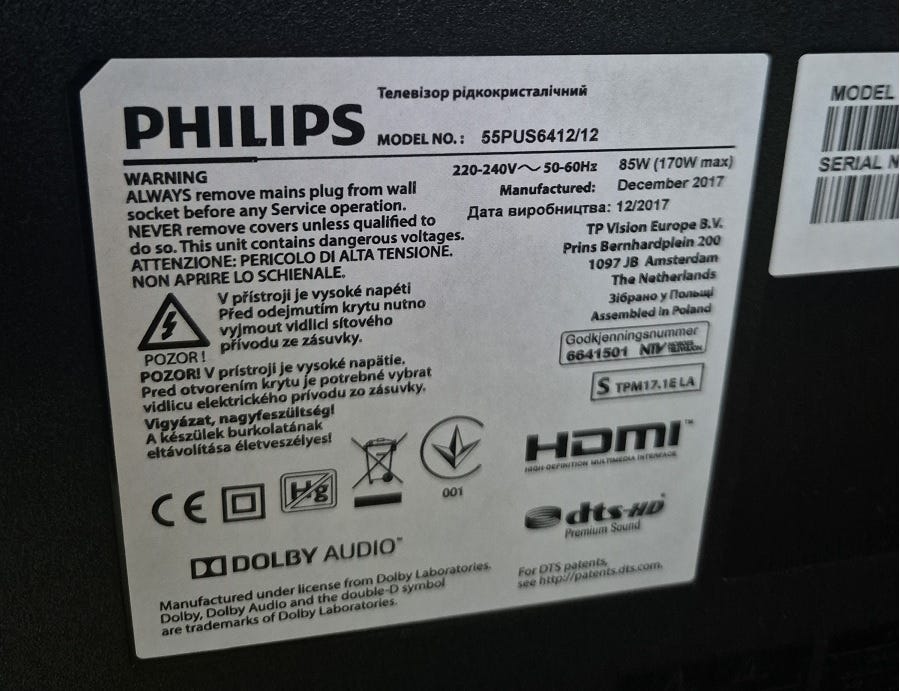 Телевізор рідкокристалічний
PHILIPS MODEL NO.: 55PUS6412/12
220-240V~ 50-60Hz 85W (170W max)
Manufactured: December 2017
Дата виробництва: 12/2017
TP Vision Europe B.V.
Prins Bernhardplein 200
1097 JB Amsterdam
The Netherlands
Зібрано у Польщі
Assembled in Poland
Godkjenningsnummer
6641501 NTV
S TPM17.1E LA
WARNING
ALWAYS remove mains plug from wall
socket before any Service operation.
NEVER remove covers unless qualified to
do so. This unit contains dangerous voltages.
ATTENZIONE: PERICOLO DI ALTA TENSIONE.
NON APRIRE LO SCHIENALE.
V přístroji je vysoké napětí
Před odejmutím krytu nutno
vyjmout vidlici síťového
přívodu ze zásuvky.
POZOR!
POZOR! V prístroji je vysoké napätie.
Pred otvorením krytu je potrebné vybrat
vidlicu elektrického prívodu zo zásuvky.
Vigyázat, nagyfeszültség!
A készülek burkolatának
eltávolítása életveszélyes!
CE Hg 001
HDMI™
HIGH-DEFINITION MULTIMEDIA INTERFACE
dts-HD
Premium Sound
DOLBY AUDIO™
Manufactured under license from Dolby Laboratories.
Dolby, Dolby Audio and the double-D symbol
are trademarks of Dolby Laboratories.
For DTS patents,
see http://patents.dts.com.
MODEL
SERIAL N